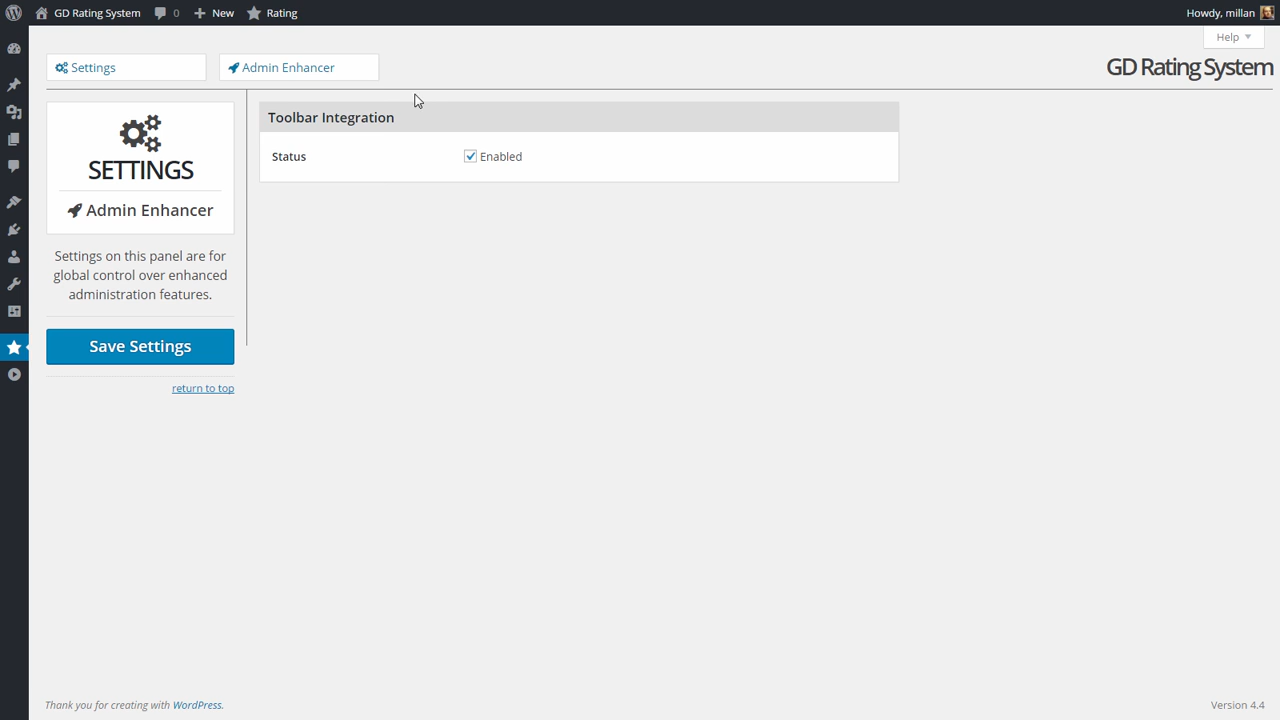 GD Rating System 0 New Rating Howdy, millan
Help
Settings Admin Enhancer GD Rating System
Toolbar Integration
Status Enabled
SETTINGS
Admin Enhancer
Settings on this panel are for
global control over enhanced
administration features.
Save Settings
return to top
Thank you for creating with WordPress. Version 4.4